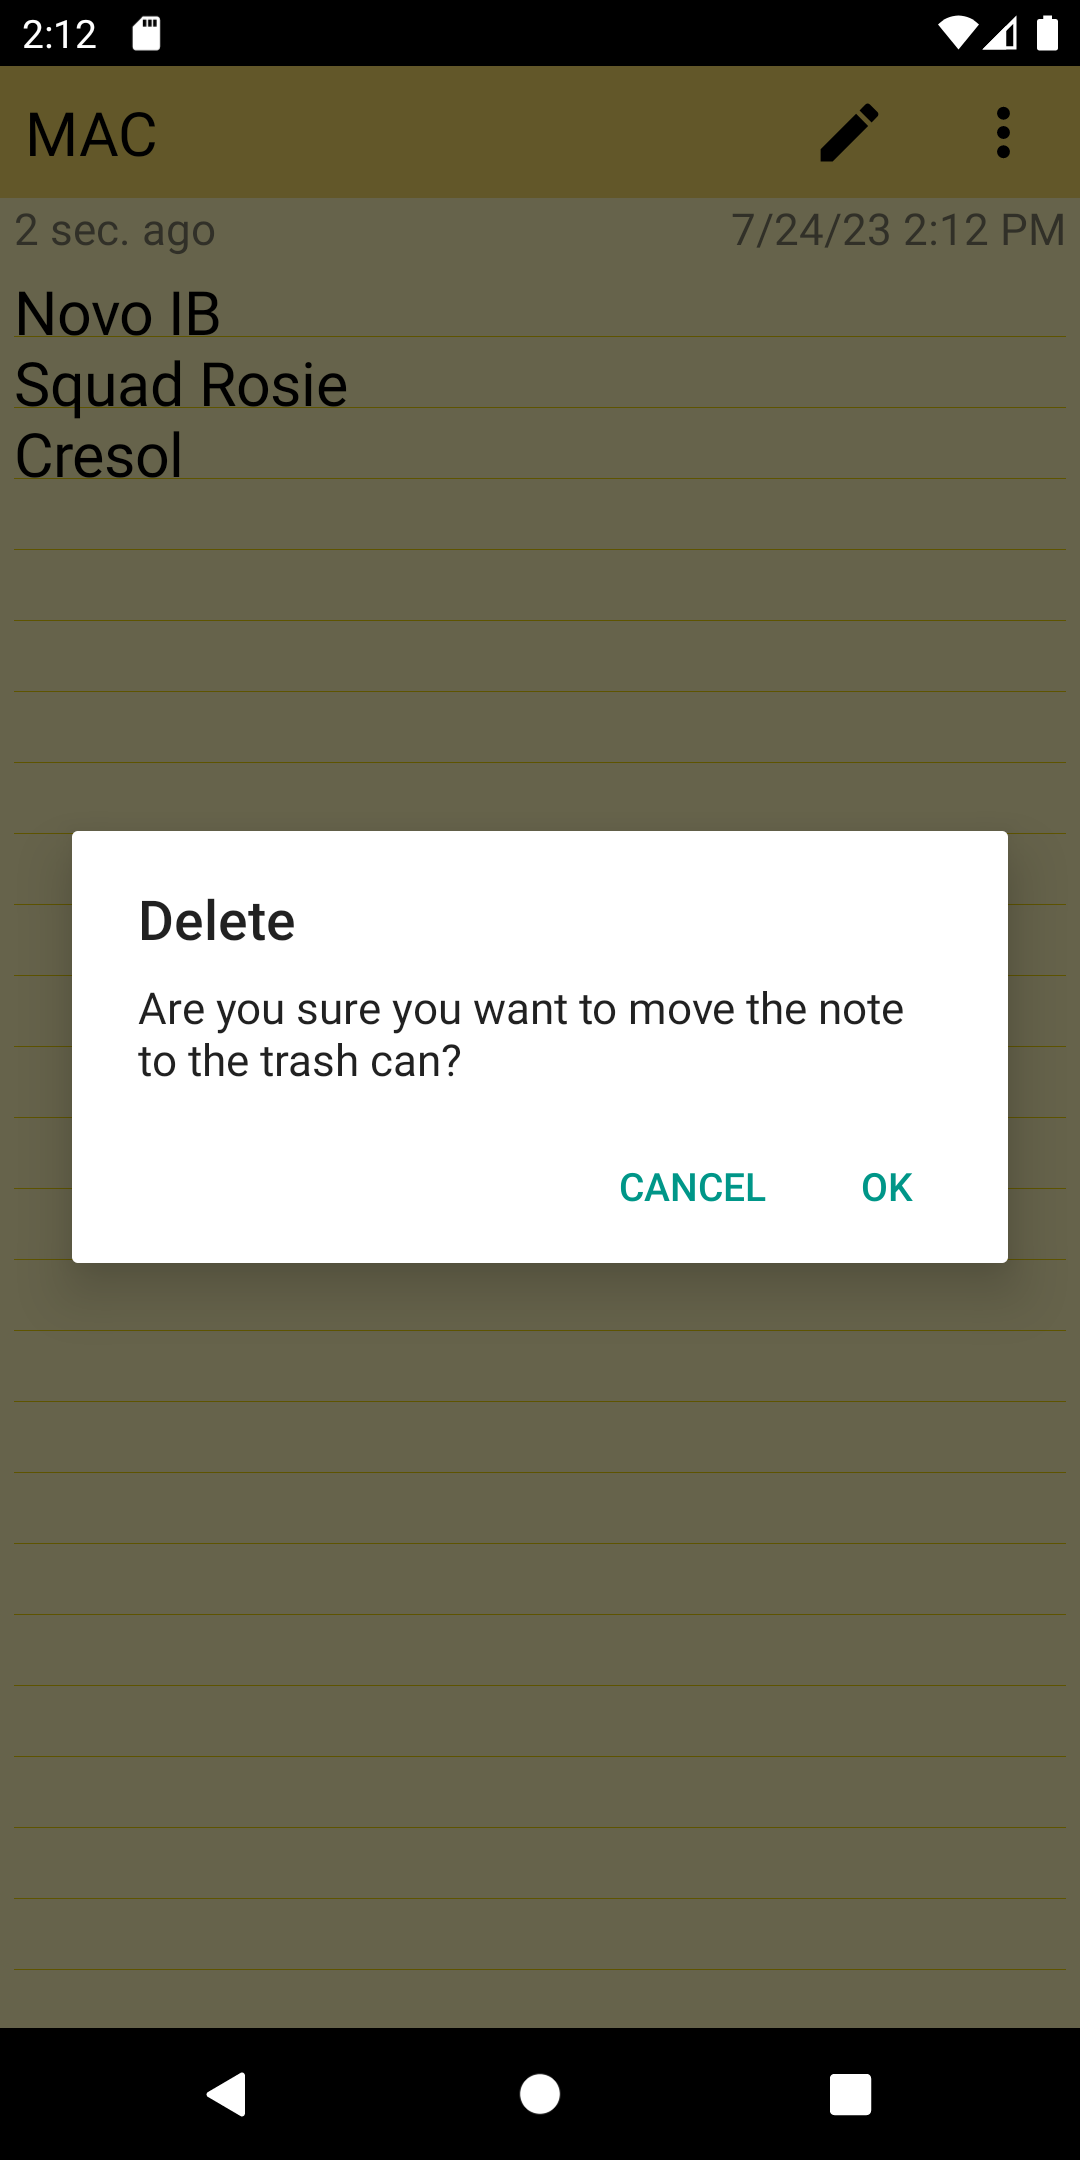 2:12
MAC
2 sec. ago 7/24/23 2:12 PM
Novo IB
Squad Rosie
Cresol
Delete
Are you sure you want to move the note
to the trash can?
CANCEL OK